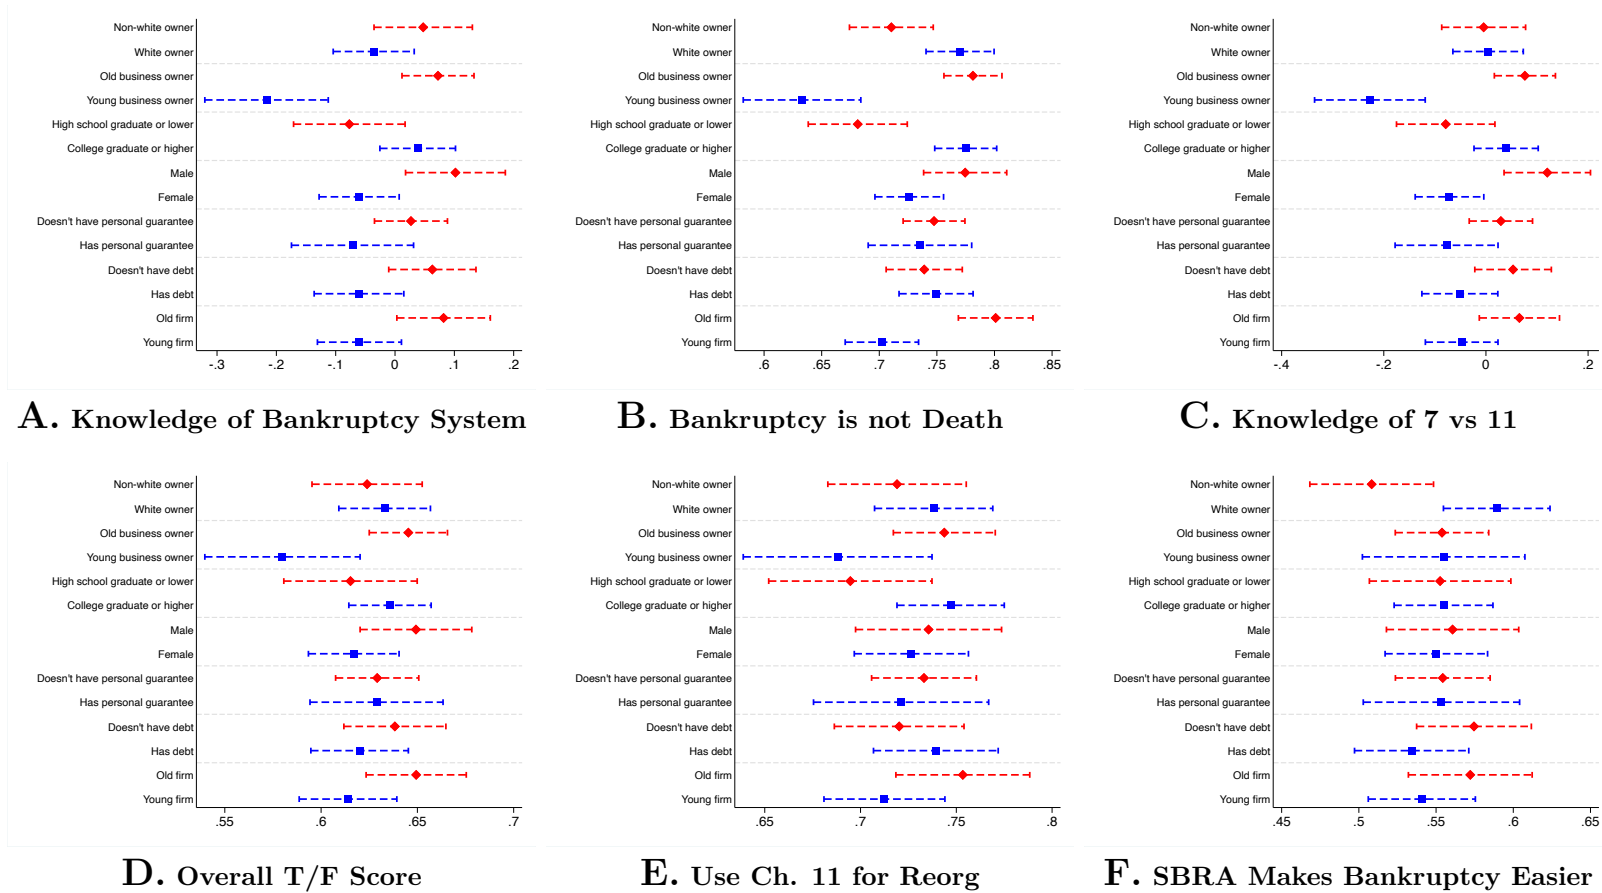 Non-white owner
White owner
Old business owner
Young business owner
High school graduate or lower
College graduate or higher
Male
Female
Doesn't have personal guarantee
Has personal guarantee
Doesn't have debt
Has debt
Old firm
Young firm
-.3 -.2 -.1 0 .1 .2
A. Knowledge of Bankruptcy System
Non-white owner
White owner
Old business owner
Young business owner
High school graduate or lower
College graduate or higher
Male
Female
Doesn't have personal guarantee
Has personal guarantee
Doesn't have debt
Has debt
Old firm
Young firm
.6 .65 .7 .75 .8 .85
B. Bankruptcy is not Death
Non-white owner
White owner
Old business owner
Young business owner
High school graduate or lower
College graduate or higher
Male
Female
Doesn't have personal guarantee
Has personal guarantee
Doesn't have debt
Has debt
Old firm
Young firm
-.4 -.2 0 .2
C. Knowledge of 7 vs 11
Non-white owner
White owner
Old business owner
Young business owner
High school graduate or lower
College graduate or higher
Male
Female
Doesn't have personal guarantee
Has personal guarantee
Doesn't have debt
Has debt
Old firm
Young firm
.55 .6 .65 .7
D. Overall T/F Score
Non-white owner
White owner
Old business owner
Young business owner
High school graduate or lower
College graduate or higher
Male
Female
Doesn't have personal guarantee
Has personal guarantee
Doesn't have debt
Has debt
Old firm
Young firm
.65 .7 .75 .8
E. Use Ch. 11 for Reorg
Non-white owner
White owner
Old business owner
Young business owner
High school graduate or lower
College graduate or higher
Male
Female
Doesn't have personal guarantee
Has personal guarantee
Doesn't have debt
Has debt
Old firm
Young firm
.45 .5 .55 .6 .65
F. SBRA Makes Bankruptcy Easier